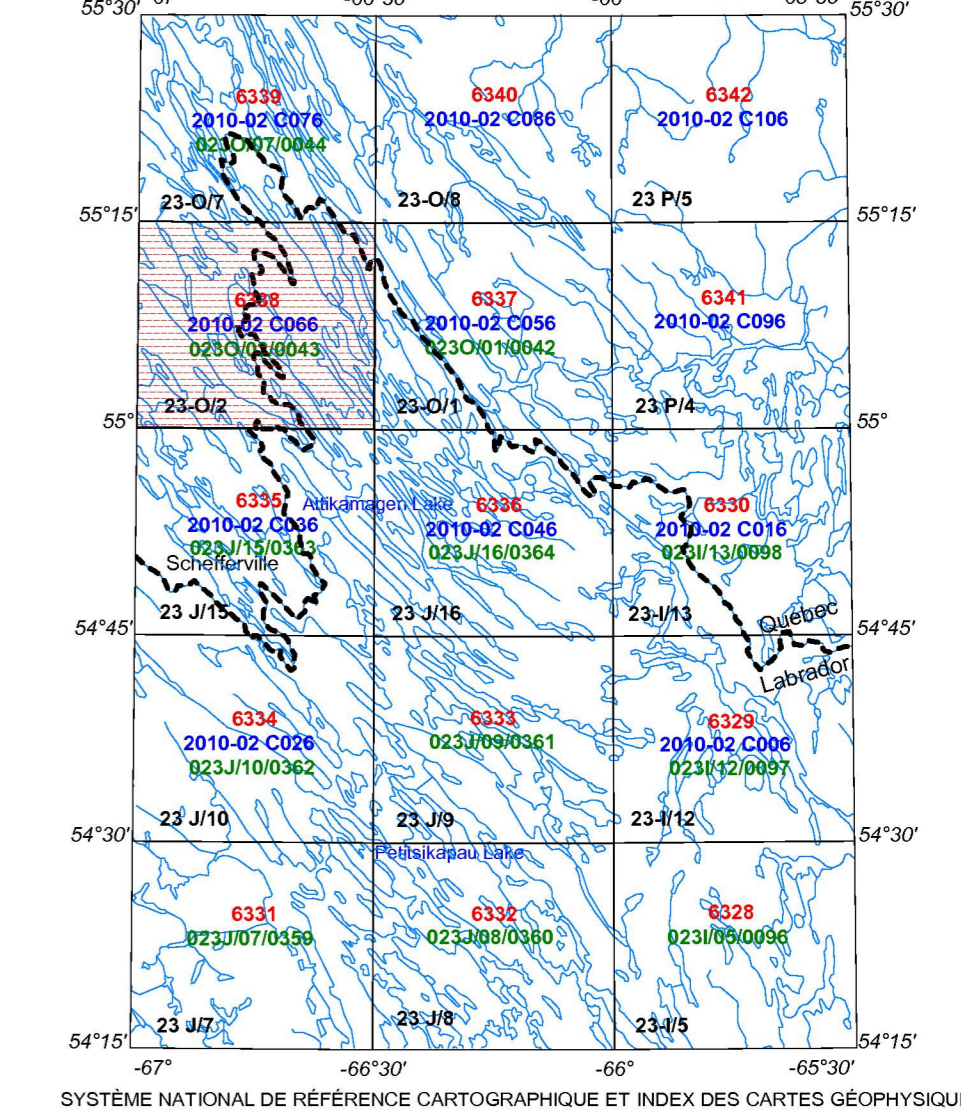 55°30' 55°30'
6339 6340 6342
2010-02 C076 2010-02 C086 2010-02 C106
023O/07/0044
23-O/7 23-O/8 23 P/5
55°15' 55°15'
6338 6337 6341
2010-02 C066 2010-02 C056 2010-02 C096
023O/02/0043 023O/01/0042
23-O/2 23-O/1 23 P/4
55° 55°
6335 Attikamagen Lake 6336 6330
2010-02 C036 2010-02 C046 2010-02 C016
023J/15/0363 023J/16/0364 023I/13/0098
Schefferville
23 J/15 23 J/16 23-I/13 Quebec
54°45' 54°45'
Labrador
6334 6333 6329
2010-02 C026 023J/09/0361 2010-02 C006
023J/10/0362 023I/12/0097
23 J/10 23 J/9 23-I/12
54°30' 54°30'
Petitsikapau Lake
6331 6332 6328
023J/07/0359 023J/08/0360 023I/05/0096
23 J/7 23 J/8 23-I/5
54°15' 54°15'
-67° -66°30' -66° -65°30'
SYSTÈME NATIONAL DE RÉFÉRENCE CARTOGRAPHIQUE ET INDEX DES CARTES GÉOPHYSIQU